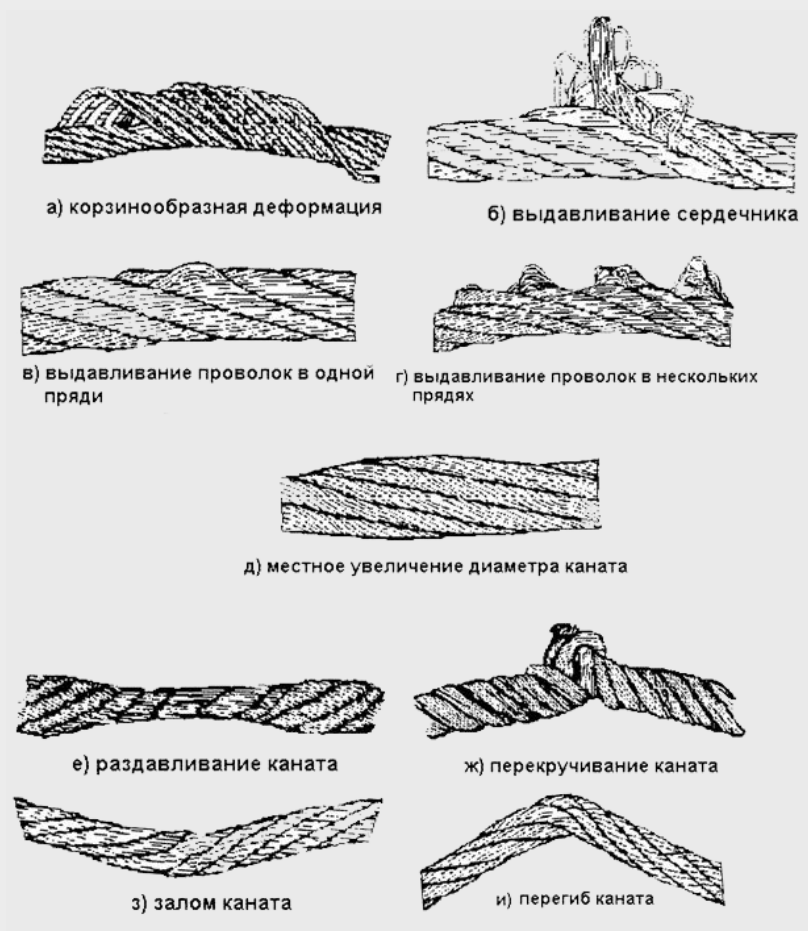 а) корзинообразная деформация
б) выдавливание сердечника
в) выдавливание проволок в одной
пряди
г) выдавливание проволок в нескольких
прядях
д) местное увеличение диаметра каната
е) раздавливание каната
ж) перекручивание каната
з) залом каната
и) перегиб каната